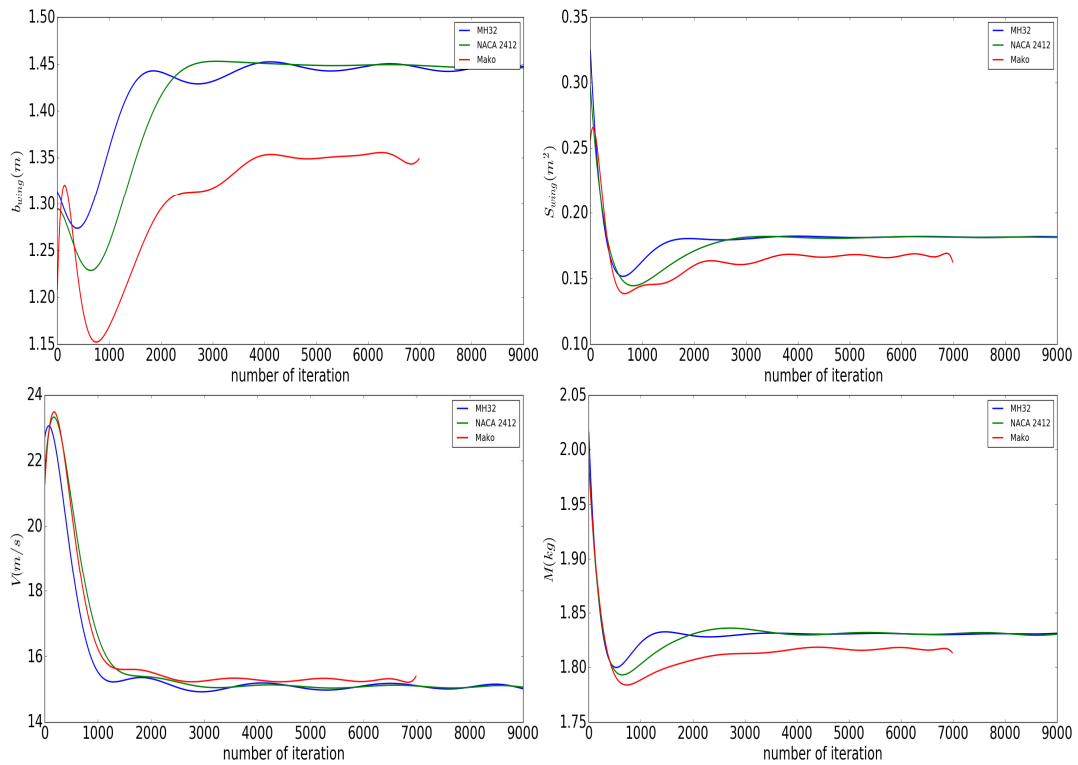 1.50
1.45
1.40
1.35
1.30
1.25
1.20
1.15
b_wing(m)
0 1000 2000 3000 4000 5000 6000 7000 8000 9000
number of iteration
MH32
NACA 2412
Mako
0.35
0.30
0.25
0.20
0.15
0.10
S_wing(m²)
0 1000 2000 3000 4000 5000 6000 7000 8000 9000
number of iteration
MH32
NACA 2412
Mako
24
22
20
18
16
14
V(m/s)
0 1000 2000 3000 4000 5000 6000 7000 8000 9000
number of iteration
MH32
NACA 2412
Mako
2.05
2.00
1.95
1.90
1.85
1.80
1.75
M(kg)
0 1000 2000 3000 4000 5000 6000 7000 8000 9000
number of iteration
MH32
NACA 2412
Mako